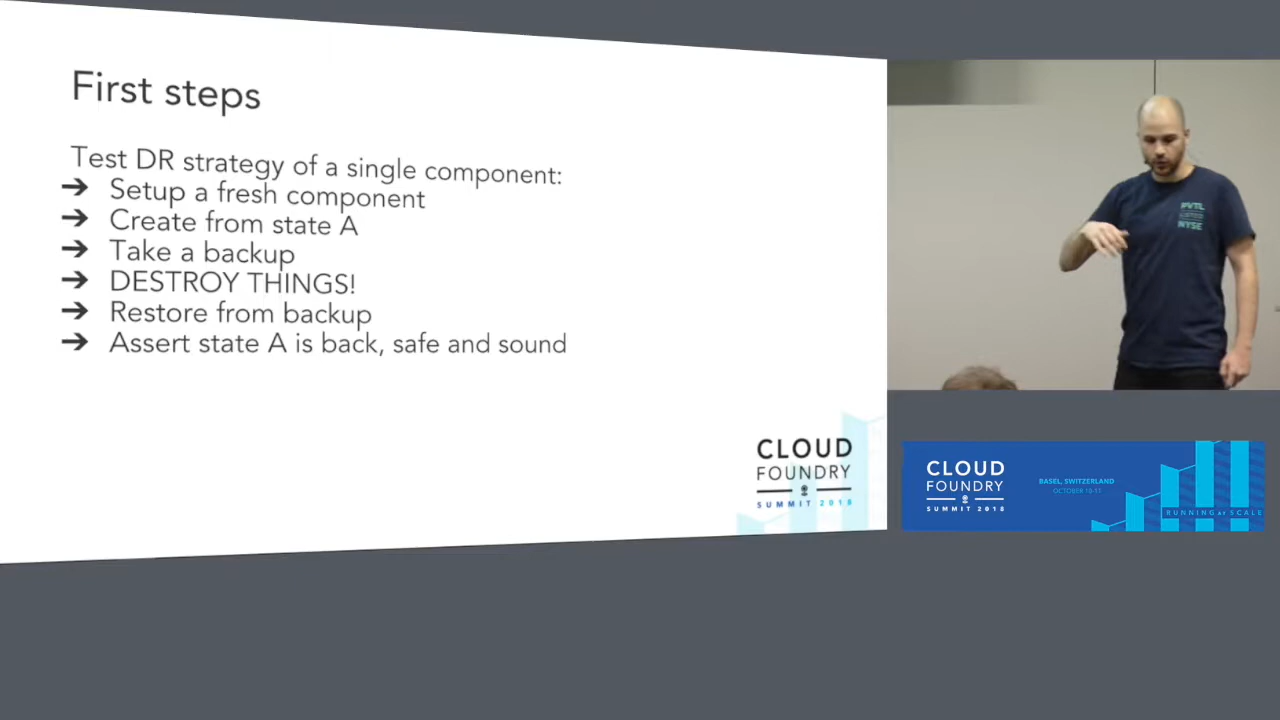 First steps
Test DR strategy of a single component:
➔ Setup a fresh component
➔ Create from state A
➔ Take a backup
➔ DESTROY THINGS!
➔ Restore from backup
➔ Assert state A is back, safe and sound
CLOUD
FOUNDRY
SUMMIT 2018
PVTL
NYSE
CLOUD
FOUNDRY
SUMMIT 2018
BASEL, SWITZERLAND
OCTOBER 10-11
RUNNING AT SCALE